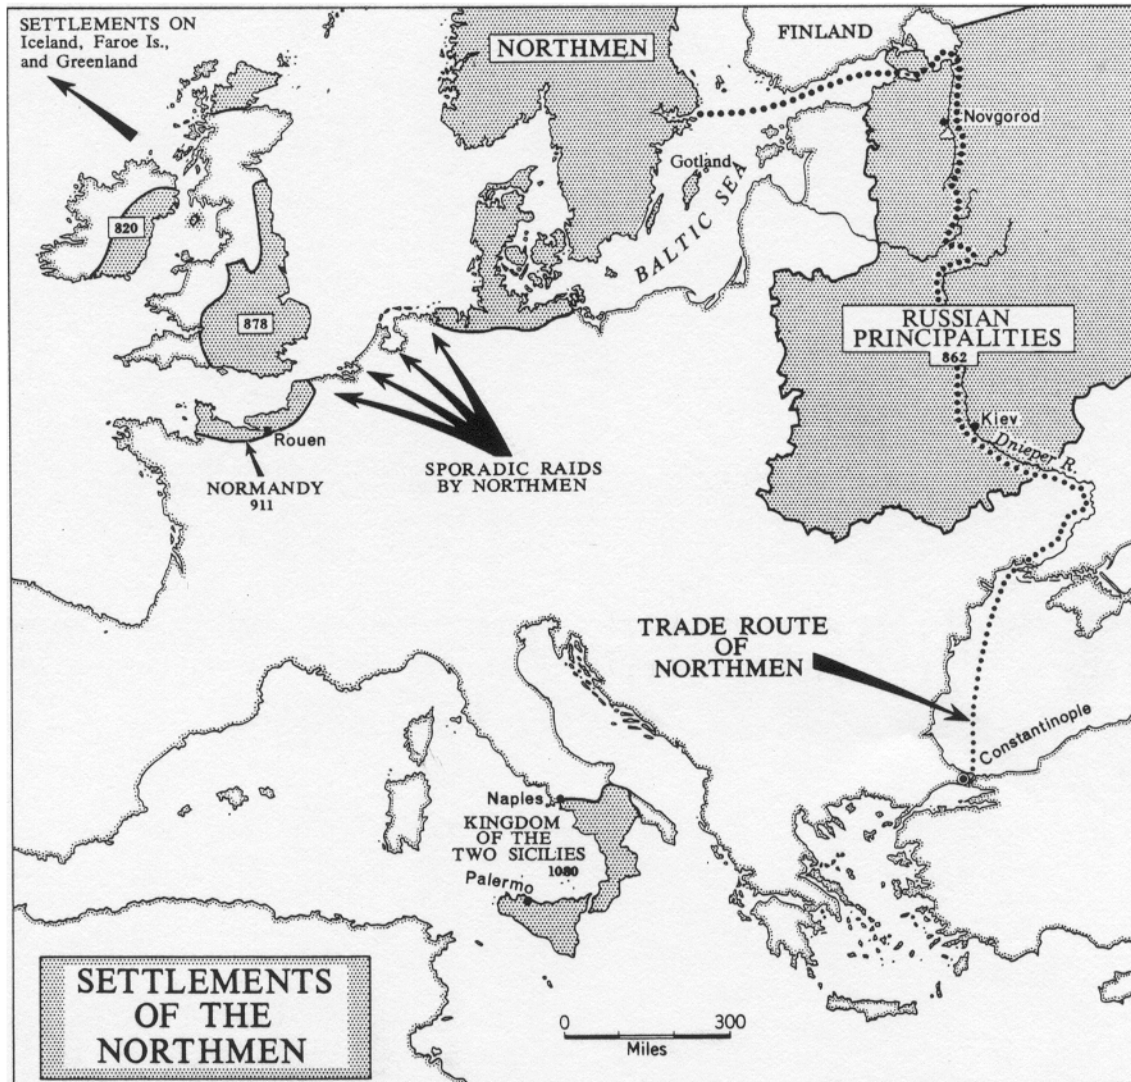 SETTLEMENTS ON
Iceland, Faroe Is.,
and Greenland
NORTHMEN
FINLAND
Novgorod
Gotland
BALTIC SEA
820
878
RUSSIAN
PRINCIPALITIES
862
Kiev
Dnieper R.
Rouen
NORMANDY
911
SPORADIC RAIDS
BY NORTHMEN
TRADE ROUTE
OF
NORTHMEN
Constantinople
Naples
KINGDOM
OF THE
TWO SICILIES
1080
Palermo
SETTLEMENTS
OF THE
NORTHMEN
0 300
Miles